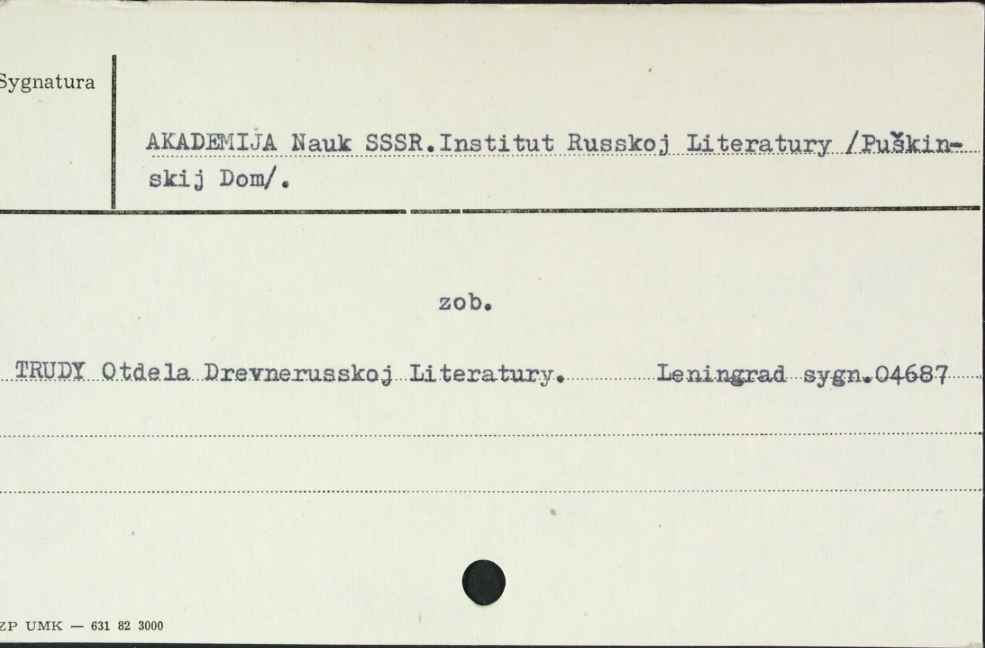 Sygnatura
AKADEMIJA Nauk SSSR.Institut Russkoj Literatury /Puškin-
skij Dom/.
zob.
TRUDY Otdela Drevnerusskoj Literatury. Leningrad sygn.04687
ZP UMK — 631 82 3000